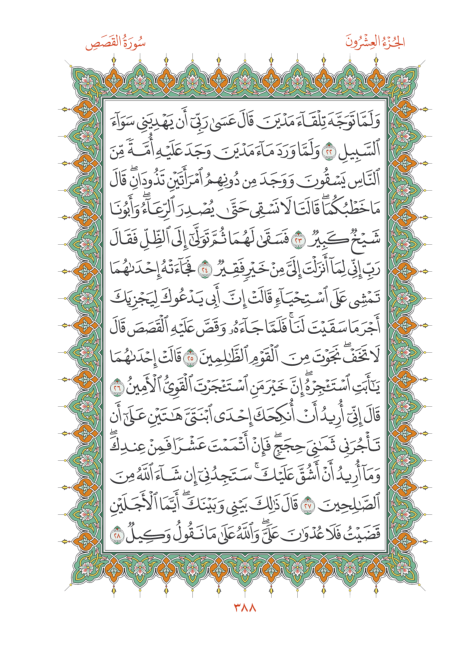 الجُزْءُ العِشْرُونَ
سُورَةُ القَصَصِ
وَلَمَّا تَوَجَّهَ تِلْقَآءَ مَدْيَنَ قَالَ عَسَىٰ رَبِّيٓ أَن يَهْدِيَنِي سَوَآءَ
ٱلسَّبِيلِ ٢٢ وَلَمَّا وَرَدَ مَآءَ مَدْيَنَ وَجَدَ عَلَيْهِ أُمَّةً مِّنَ
ٱلنَّاسِ يَسْقُونَ وَوَجَدَ مِن دُونِهِمُ ٱمْرَأَتَيْنِ تَذُودَانِۖ قَالَ
مَا خَطْبُكُمَاۖ قَالَتَا لَا نَسْقِي حَتَّىٰ يُصْدِرَ ٱلرِّعَآءُۖ وَأَبُونَا
شَيْخٌ كَبِيرٌ ٢٣ فَسَقَىٰ لَهُمَا ثُمَّ تَوَلَّىٰٓ إِلَى ٱلظِّلِّ فَقَالَ
رَبِّ إِنِّي لِمَآ أَنزَلْتَ إِلَيَّ مِنْ خَيْرٍ فَقِيرٌ ٢٤ فَجَآءَتْهُ إِحْدَىٰهُمَا
تَمْشِي عَلَى ٱسْتِحْيَآءٍ قَالَتْ إِنَّ أَبِي يَدْعُوكَ لِيَجْزِيَكَ
أَجْرَ مَا سَقَيْتَ لَنَاۚ فَلَمَّا جَآءَهُۥ وَقَصَّ عَلَيْهِ ٱلْقَصَصَ قَالَ
لَا تَخَفْۖ نَجَوْتَ مِنَ ٱلْقَوْمِ ٱلظَّٰلِمِينَ ٢٥ قَالَتْ إِحْدَىٰهُمَا
يَٰٓأَبَتِ ٱسْتَـْٔجِرْهُۖ إِنَّ خَيْرَ مَنِ ٱسْتَـْٔجَرْتَ ٱلْقَوِيُّ ٱلْأَمِينُ ٢٦
قَالَ إِنِّيٓ أُرِيدُ أَنْ أُنكِحَكَ إِحْدَى ٱبْنَتَيَّ هَٰتَيْنِ عَلَىٰٓ أَن
تَأْجُرَنِي ثَمَٰنِيَ حِجَجٍۖ فَإِنْ أَتْمَمْتَ عَشْرًا فَمِنْ عِندِكَۖ
وَمَآ أُرِيدُ أَنْ أَشُقَّ عَلَيْكَۚ سَتَجِدُنِيٓ إِن شَآءَ ٱللَّهُ مِنَ
ٱلصَّٰلِحِينَ ٢٧ قَالَ ذَٰلِكَ بَيْنِي وَبَيْنَكَۖ أَيَّمَا ٱلْأَجَلَيْنِ
قَضَيْتُ فَلَا عُدْوَٰنَ عَلَيَّۖ وَٱللَّهُ عَلَىٰ مَا نَقُولُ وَكِيلٌ ٢٨
٣٨٨